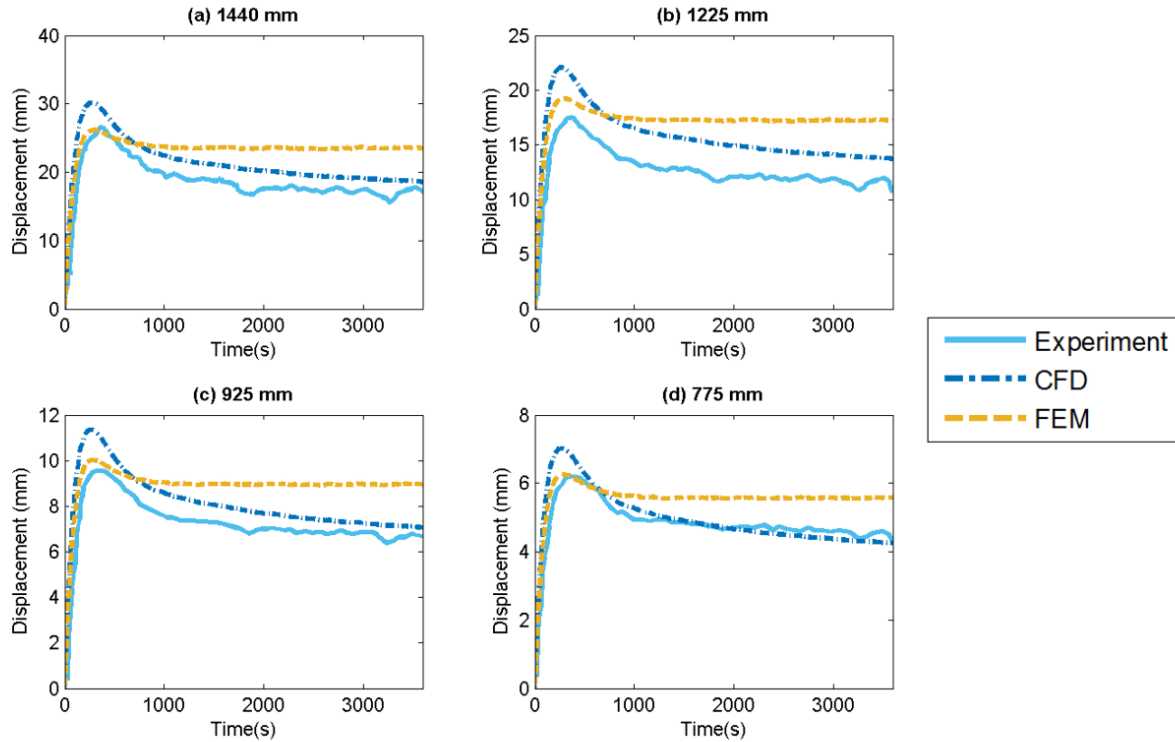 (a) 1440 mm
Displacement (mm)
40
30
20
10
0
0 1000 2000 3000
Time(s)
(b) 1225 mm
Displacement (mm)
25
20
15
10
5
0
0 1000 2000 3000
Time(s)
(c) 925 mm
Displacement (mm)
12
10
8
6
4
2
0
0 1000 2000 3000
Time(s)
(d) 775 mm
Displacement (mm)
8
6
4
2
0
0 1000 2000 3000
Time(s)
Experiment
CFD
FEM